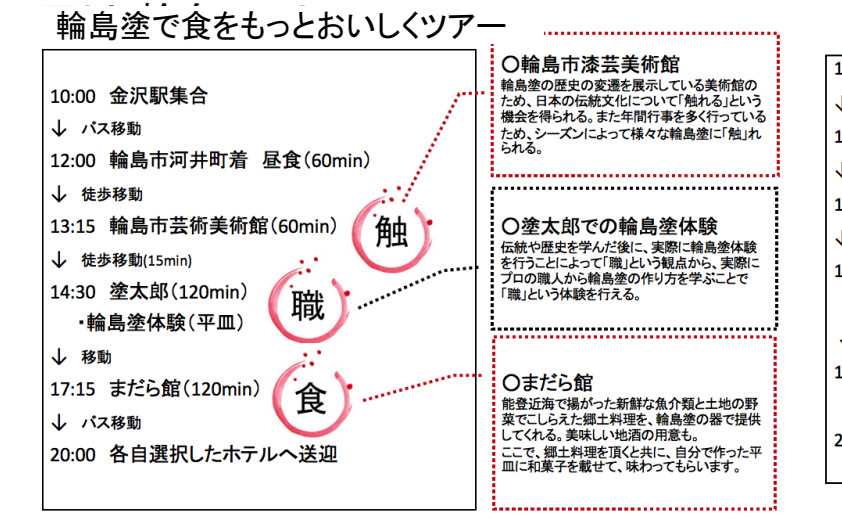 輪島塗で食をもっとおいしくツアー
10:00 金沢駅集合
↓ バス移動
12:00 輪島市河井町着 昼食(60min)
↓ 徒歩移動
13:15 輪島市芸術美術館(60min)
↓ 徒歩移動(15min)
14:30 塗太郎(120min)
・輪島塗体験(平皿)
↓ 移動
17:15 まだら館(120min)
↓ バス移動
20:00 各自選択したホテルへ送迎
触
職
食
〇輪島市漆芸美術館
輪島塗の歴史の変遷を展示している美術館の
ため、日本の伝統文化について「触れる」という
機会を得られる。また年間行事を多く行っている
ため、シーズンによって様々な輪島塗に「触」れ
られる。
〇塗太郎での輪島塗体験
伝統や歴史を学んだ後に、実際に輪島塗体験
を行うことによって「職」という観点から、実際に
プロの職人から輪島塗の作り方を学ぶことで
「職」という体験を行える。
〇まだら館
能登近海で揚がった新鮮な魚介類と土地の野
菜でこしらえた郷土料理を、輪島塗の器で提供
してくれる。美味しい地酒の用意も。
ここで、郷土料理を頂くと共に、自分で作った平
皿に和菓子を載せて、味わってもらいます。